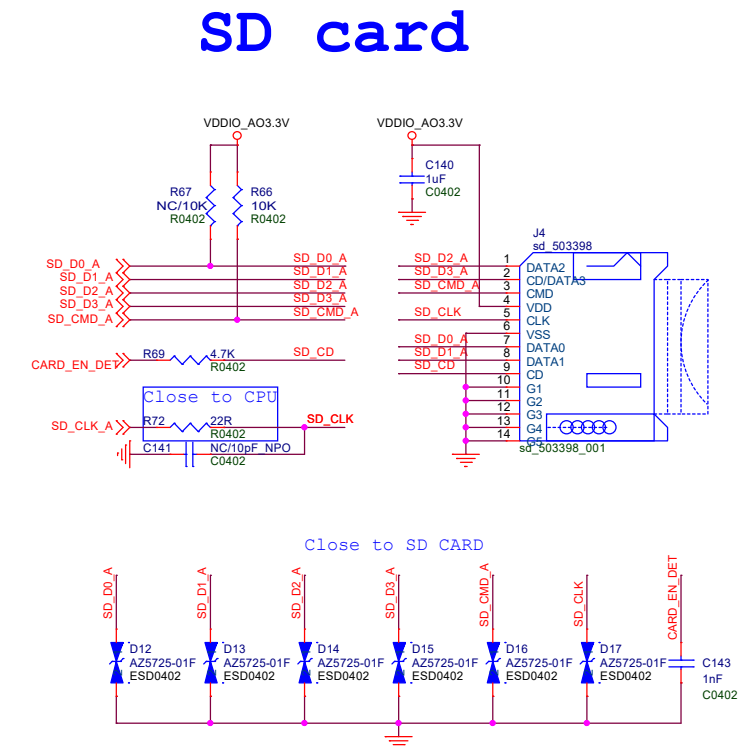 SD card
VDDIO_AO3.3V
VDDIO_AO3.3V
C140
1uF
C0402
R67
NC/10K
R0402
R66
10K
R0402
J4
sd_503398
SD_D0_A
SD_D1_A
SD_D2_A
SD_D3_A
SD_CMD_A
SD_D0_A
SD_D1_A
SD_D2_A
SD_D3_A
SD_CMD_A
SD_D2_A
SD_D3_A
SD_CMD_A
SD_CLK
SD_D0_A
SD_D1_A
SD_CD
1
2
3
4
5
6
7
8
9
10
11
12
13
14
DATA2
CD/DATA3
CMD
VDD
CLK
VSS
DATA0
DATA1
CD
G1
G2
G3
G4
G5
sd_503398_001
CARD_EN_DET
R69
4.7K
R0402
SD_CD
Close to CPU
SD_CLK_A
R72
22R
R0402
SD_CLK
C141
NC/10pF_NPO
C0402
Close to SD CARD
SD_D0_A
SD_D1_A
SD_D2_A
SD_D3_A
SD_CMD_A
SD_CLK
CARD_EN_DET
D12
AZ5725-01F
ESD0402
D13
AZ5725-01F
ESD0402
D14
AZ5725-01F
ESD0402
D15
AZ5725-01F
ESD0402
D16
AZ5725-01F
ESD0402
D17
AZ5725-01F
ESD0402
C143
1nF
C0402